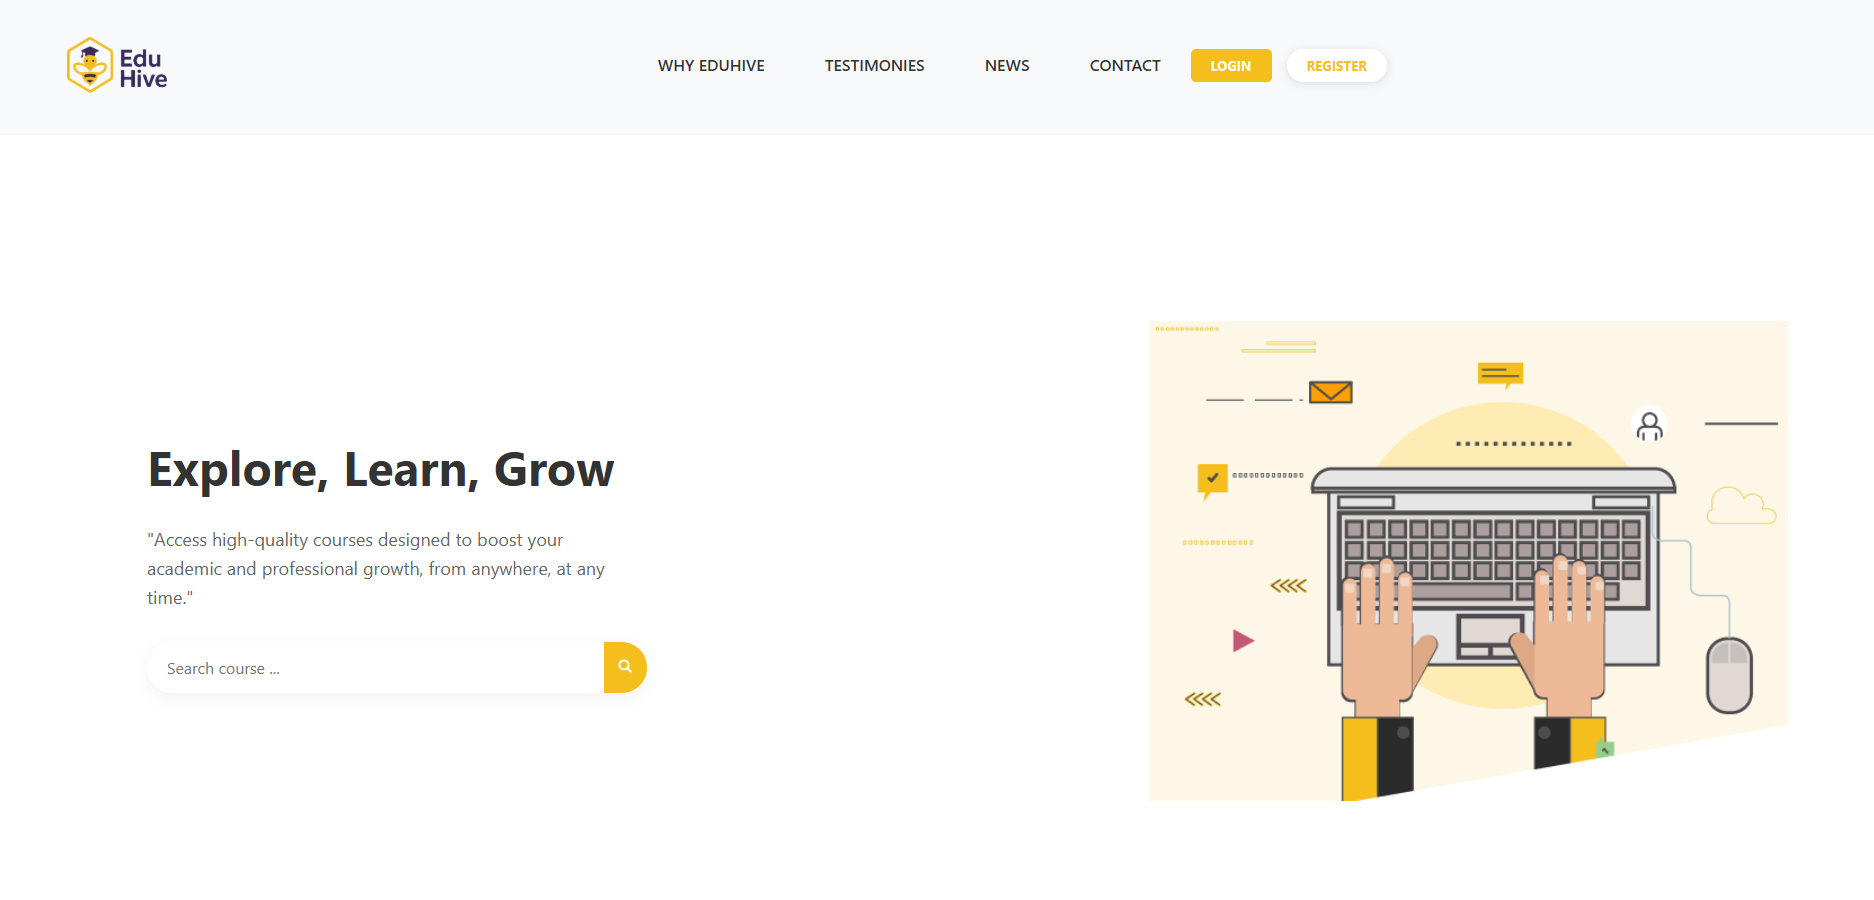 Edu
Hive
WHY EDUHIVE
TESTIMONIES
NEWS
CONTACT
LOGIN
REGISTER
Explore, Learn, Grow
"Access high-quality courses designed to boost your
academic and professional growth, from anywhere, at any
time."
Search course ...